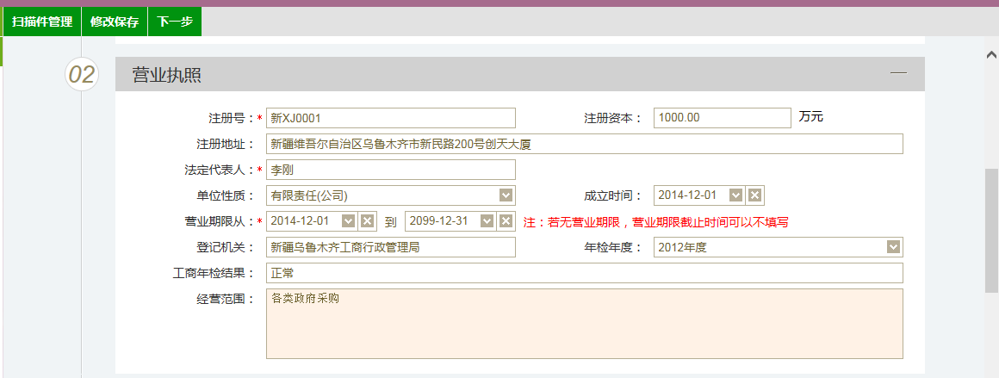 扫描件管理 修改保存 下一步
02 营业执照
注册号：* 新XJ0001 注册资本： 1000.00 万元
注册地址： 新疆维吾尔自治区乌鲁木齐市新民路200号创天大厦
法定代表人：* 李刚
单位性质： 有限责任(公司) 成立时间： 2014-12-01
营业期限从：* 2014-12-01 到 2099-12-31 注：若无营业期限，营业期限截止时间可以不填写
登记机关： 新疆乌鲁木齐工商行政管理局 年检年度： 2012年度
工商年检结果： 正常
经营范围： 各类政府采购